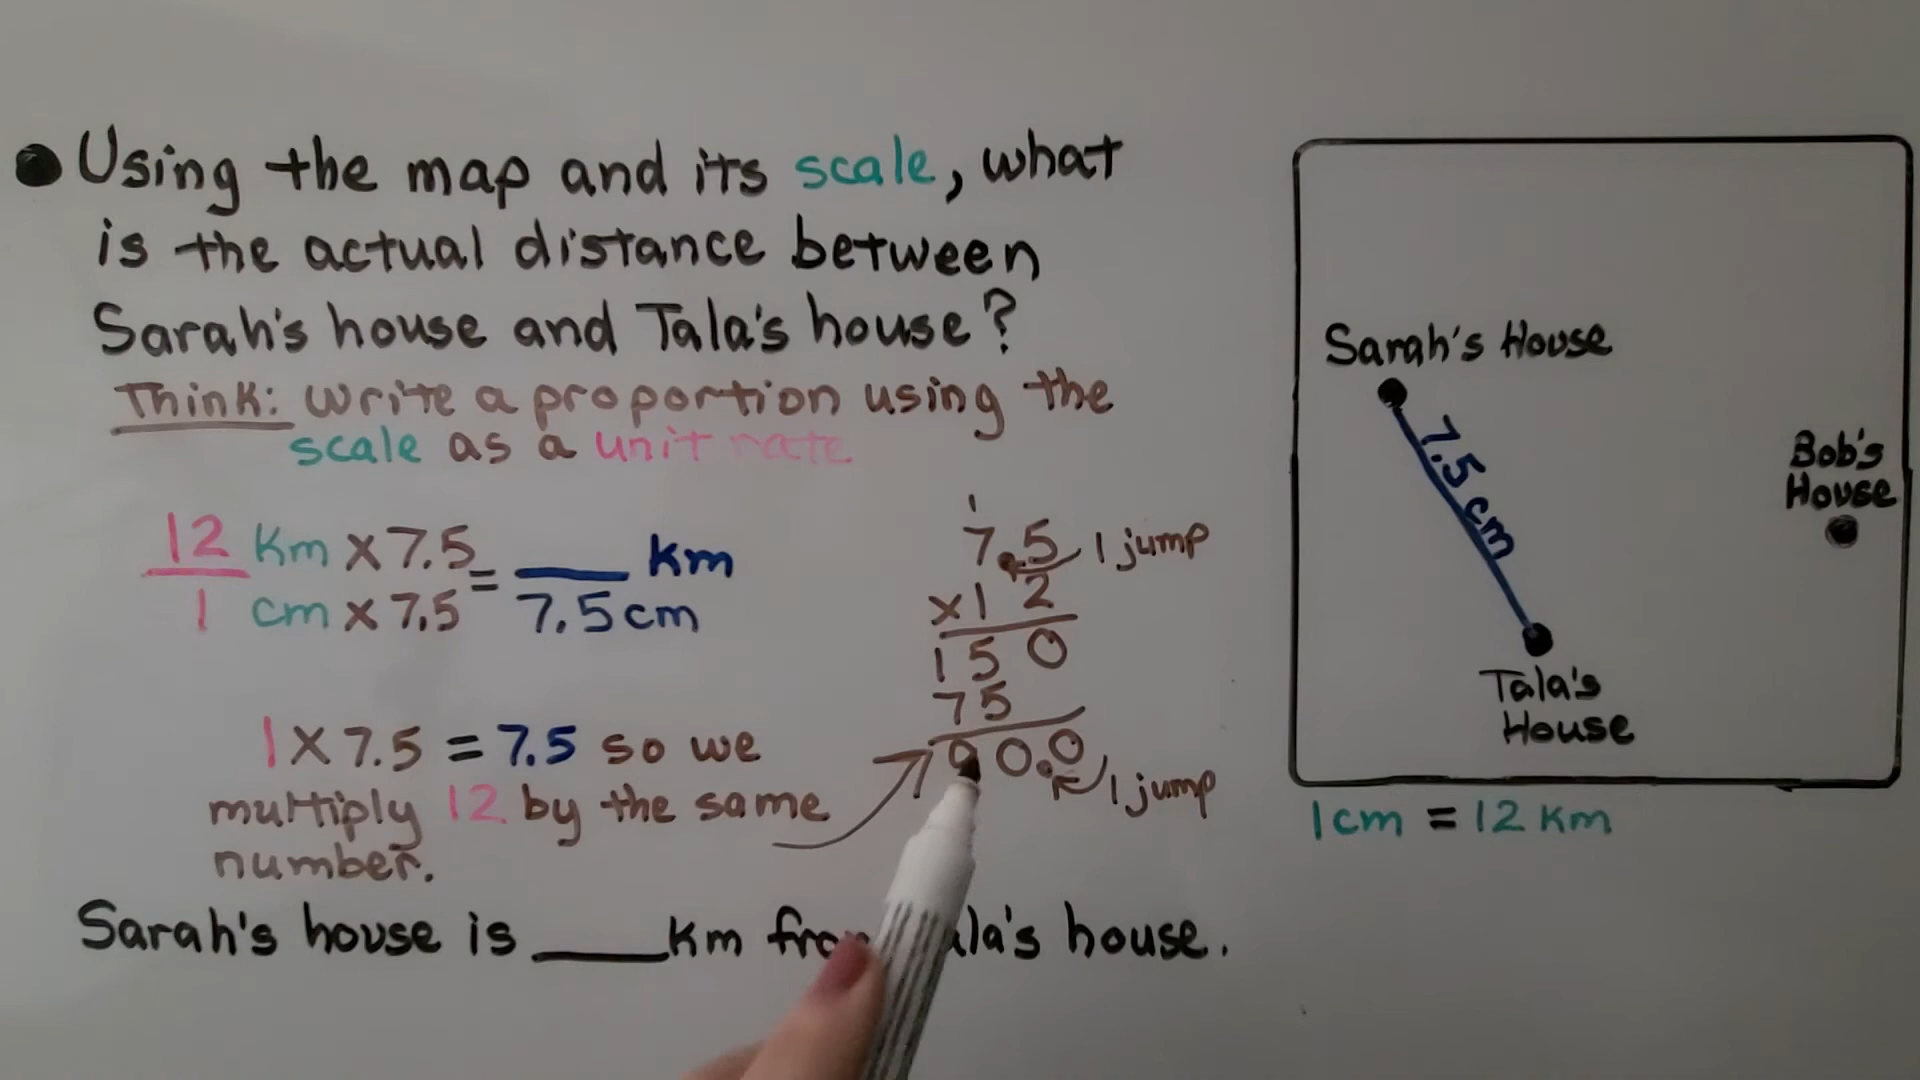 Using the map and its scale, what
is the actual distance between
Sarah's house and Tala's house?
Think: Write a proportion using the
scale as a unit rate
12 km x 7.5 = ___ km
1 cm x 7.5 7.5 cm
1 x 7.5 = 7.5 so we
multiply 12 by the same
number.
1
7.5 1 jump
x 1 2
1 5 0
7 5
9 0.0 1 jump
Sarah's house is ___ km from house.
Sarah's House
7.5 cm
Bob's
House
Tala's
House
1 cm = 12 km